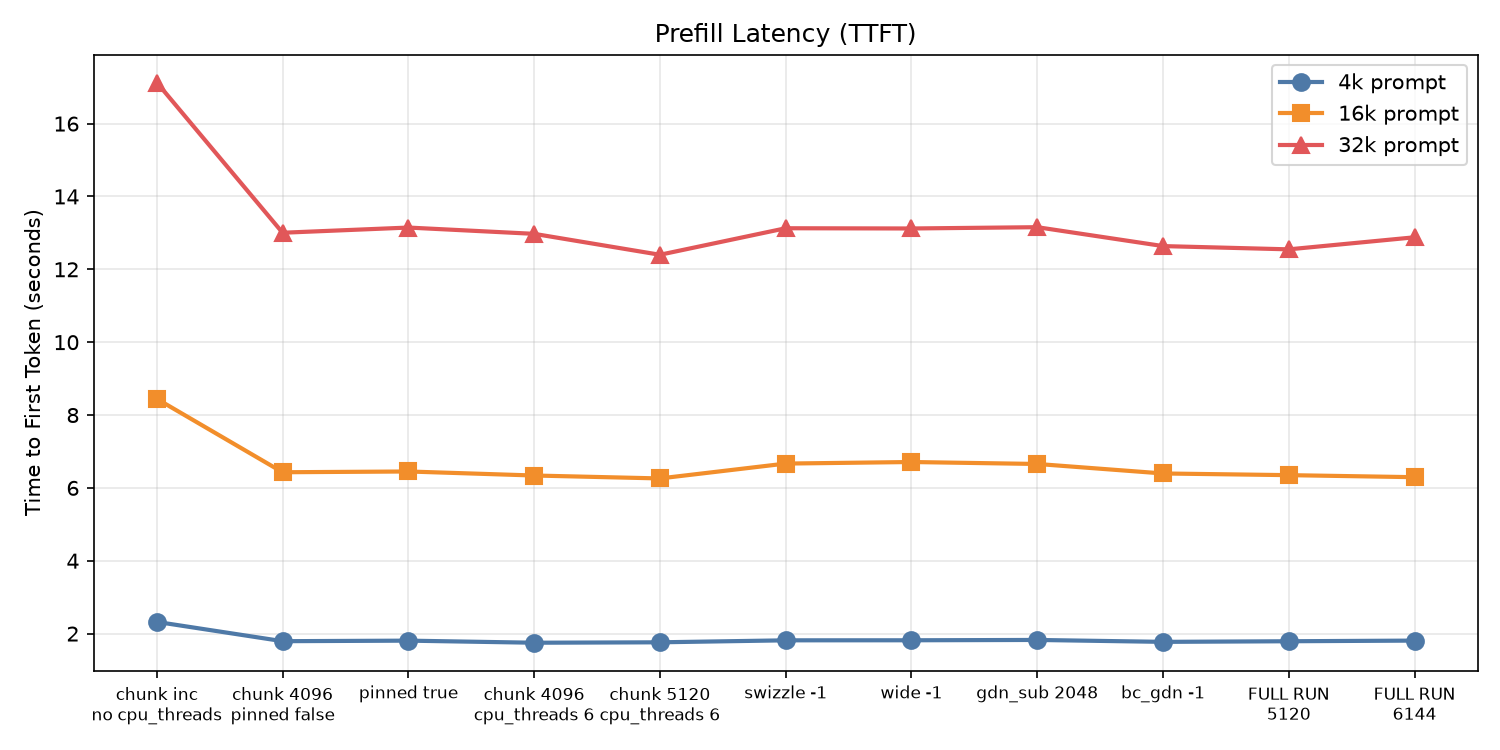 Prefill Latency (TTFT)
4k prompt
16k prompt
32k prompt
Time to First Token (seconds)
16
14
12
10
8
6
4
2
chunk inc
no cpu_threads
chunk 4096
pinned false
pinned true
chunk 4096
cpu_threads 6
chunk 5120
cpu_threads 6
swizzle -1
wide -1
gdn_sub 2048
bc_gdn -1
FULL RUN
5120
FULL RUN
6144